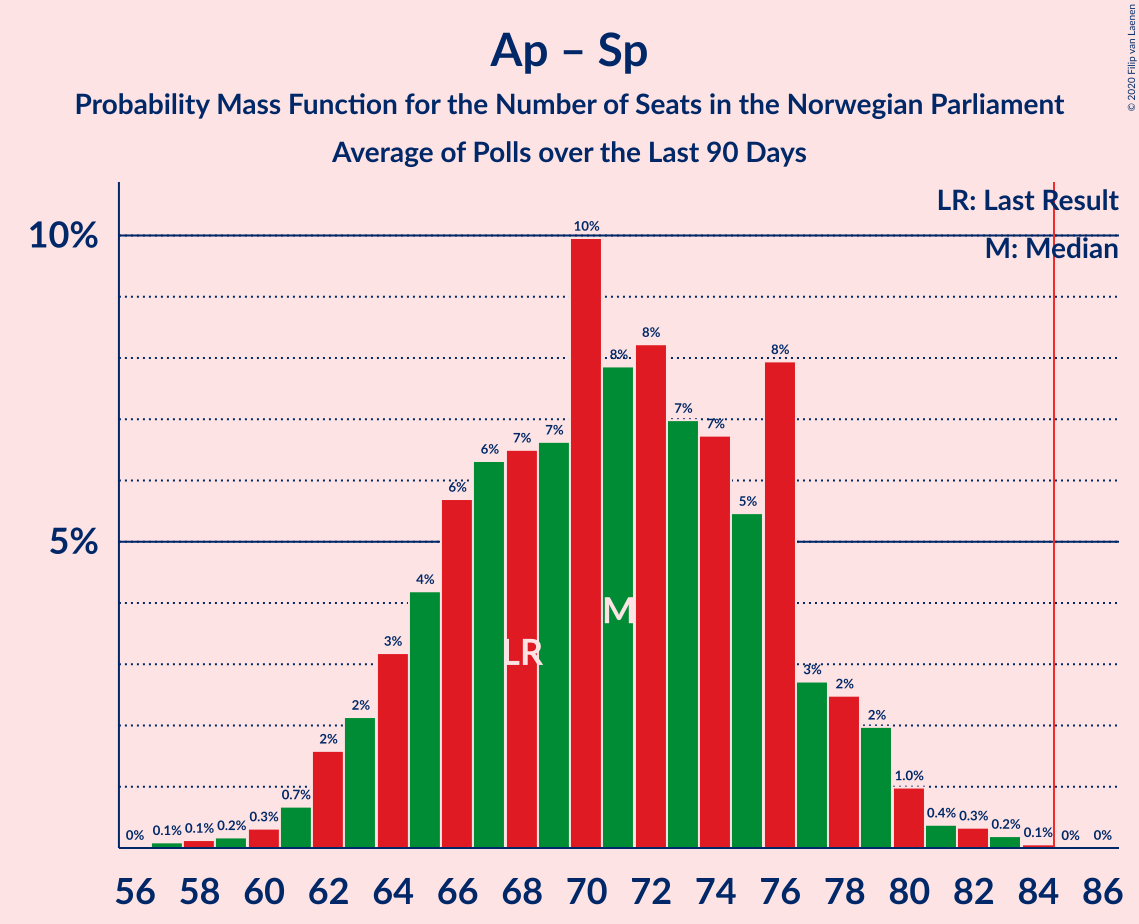 Ap – Sp
Probability Mass Function for the Number of Seats in the Norwegian Parliament
Average of Polls over the Last 90 Days
© 2020 Filip van Laenen
LR: Last Result
M: Median
10%
5%
0% 0.1% 0.1% 0.2% 0.3% 0.7% 2% 2% 3% 4% 6% 6% 7% 7% 10% 8% 8% 7% 7% 5% 8% 3% 2% 2% 1.0% 0.4% 0.3% 0.2% 0.1% 0% 0%
M
LR
56 58 60 62 64 66 68 70 72 74 76 78 80 82 84 86